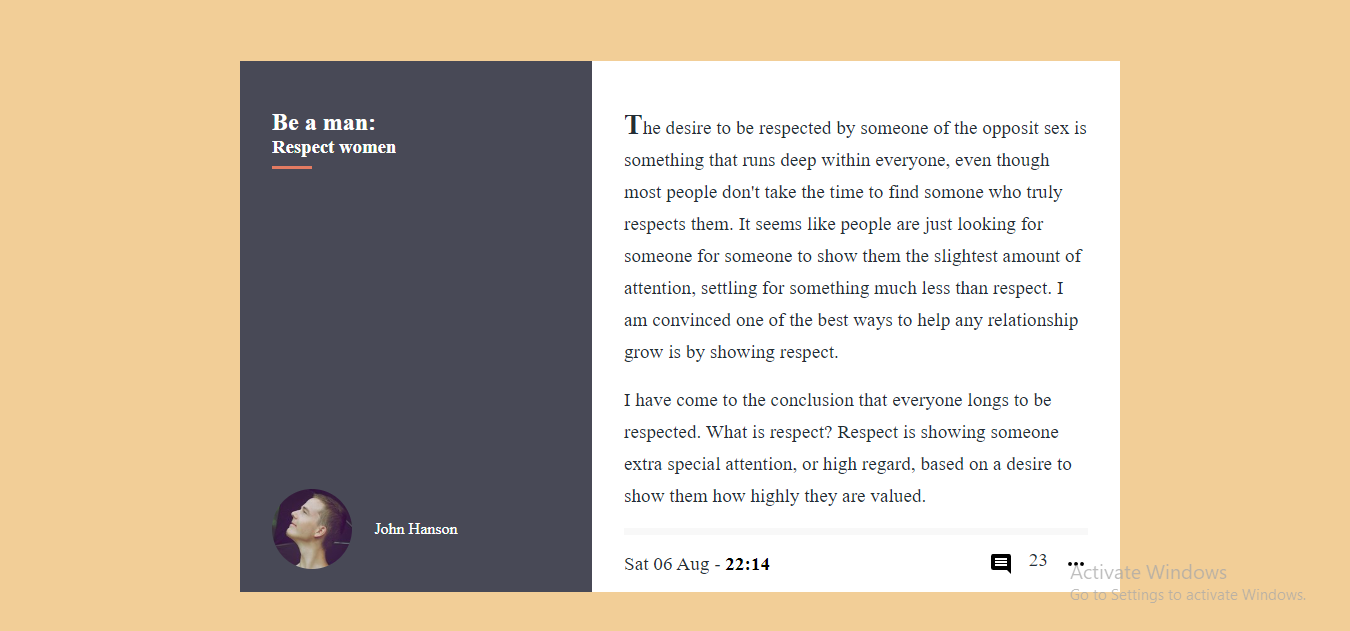 Be a man:
Respect women
The desire to be respected by someone of the opposit sex is
something that runs deep within everyone, even though
most people don't take the time to find somone who truly
respects them. It seems like people are just looking for
someone for someone to show them the slightest amount of
attention, settling for something much less than respect. I
am convinced one of the best ways to help any relationship
grow is by showing respect.
I have come to the conclusion that everyone longs to be
respected. What is respect? Respect is showing someone
extra special attention, or high regard, based on a desire to
show them how highly they are valued.
John Hanson
Sat 06 Aug - 22:14
23
Activate Windows
Go to Settings to activate Windows.